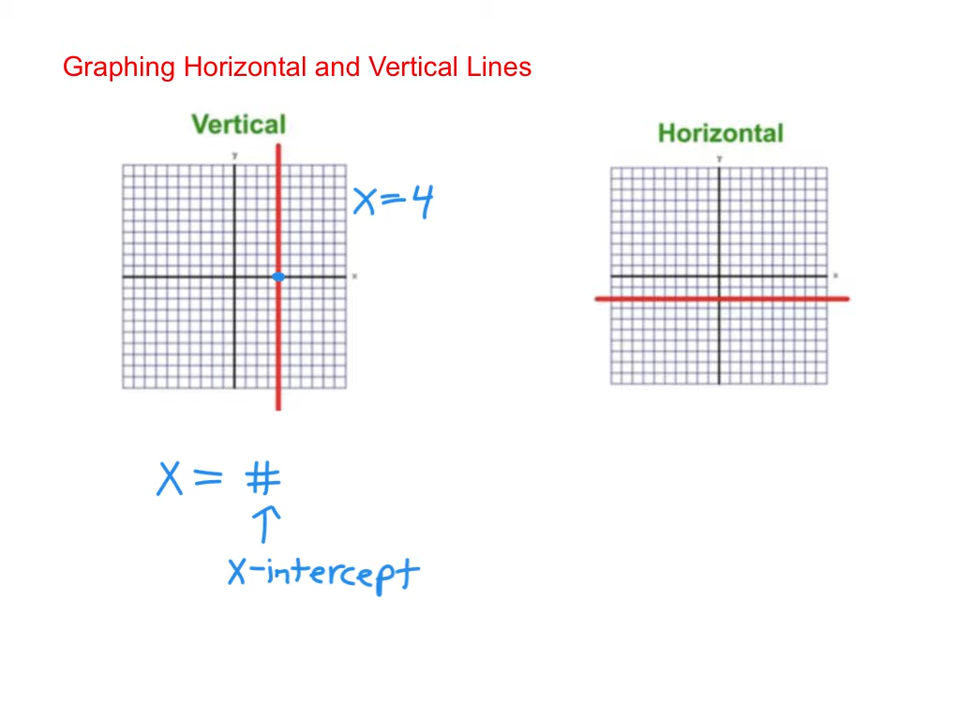 Graphing Horizontal and Vertical Lines
Vertical
Horizontal
Y
x=4
X
Y
X
X = #
↑
x-intercept